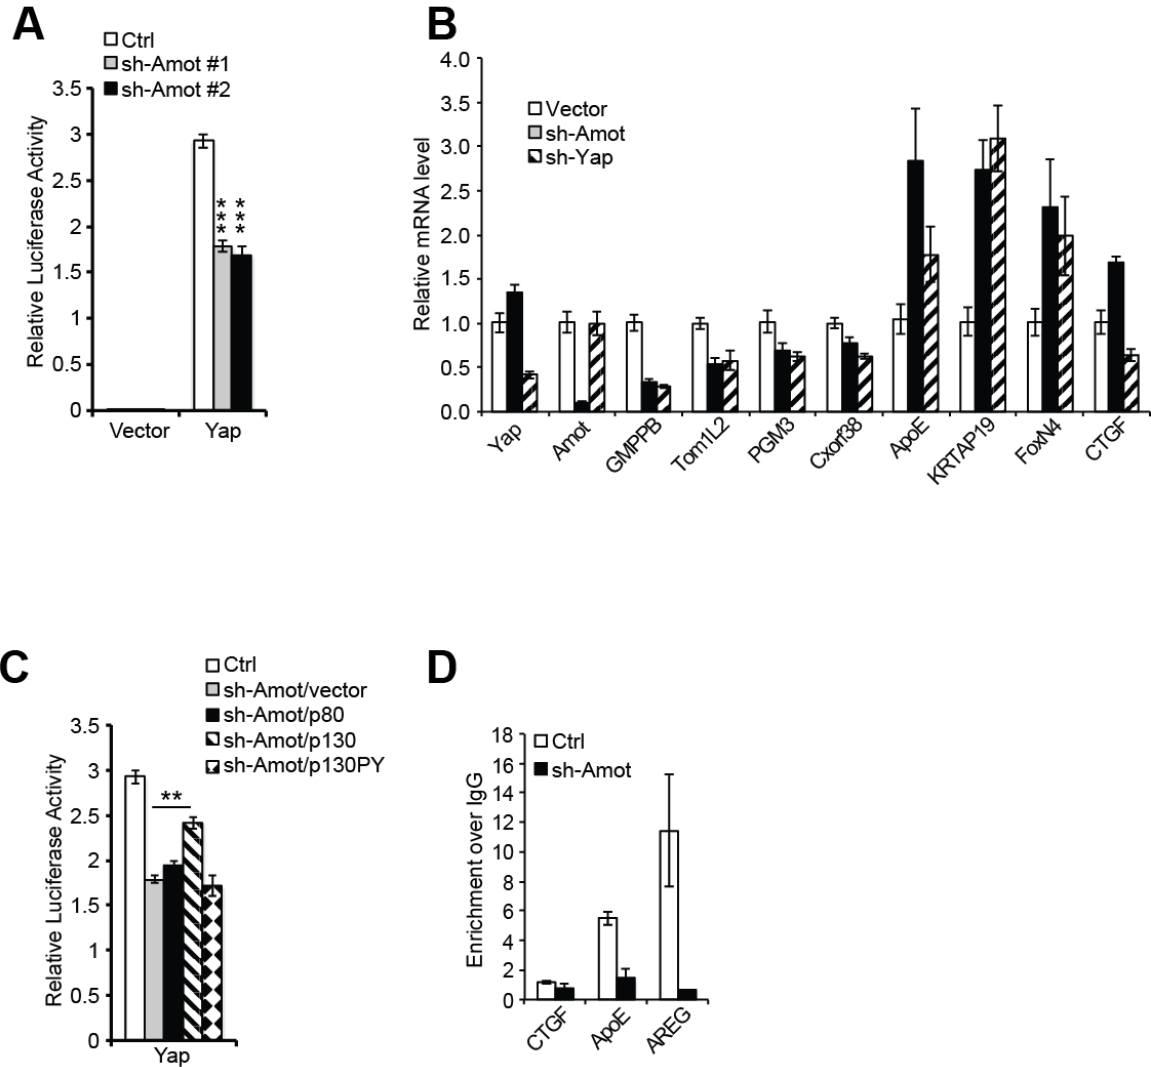 A
Ctrl
sh-Amot #1
sh-Amot #2
Relative Luciferase Activity
3.5
3
2.5
2
1.5
1
0.5
0
***
***
Vector
Yap
B
Relative mRNA level
4.0
3.5
3.0
2.5
2.0
1.5
1.0
0.5
0.0
Vector
sh-Amot
sh-Yap
Yap
Amot
GMPPB
Tom1L2
PGM3
Cxorf38
ApoE
KRTAP19
FoxN4
CTGF
C
Ctrl
sh-Amot/vector
sh-Amot/p80
sh-Amot/p130
sh-Amot/p130PY
Relative Luciferase Activity
3.5
3
2.5
2
1.5
1
0.5
0
**
Yap
D
Enrichment over IgG
18
16
14
12
10
8
6
4
2
0
Ctrl
sh-Amot
CTGF
ApoE
AREG